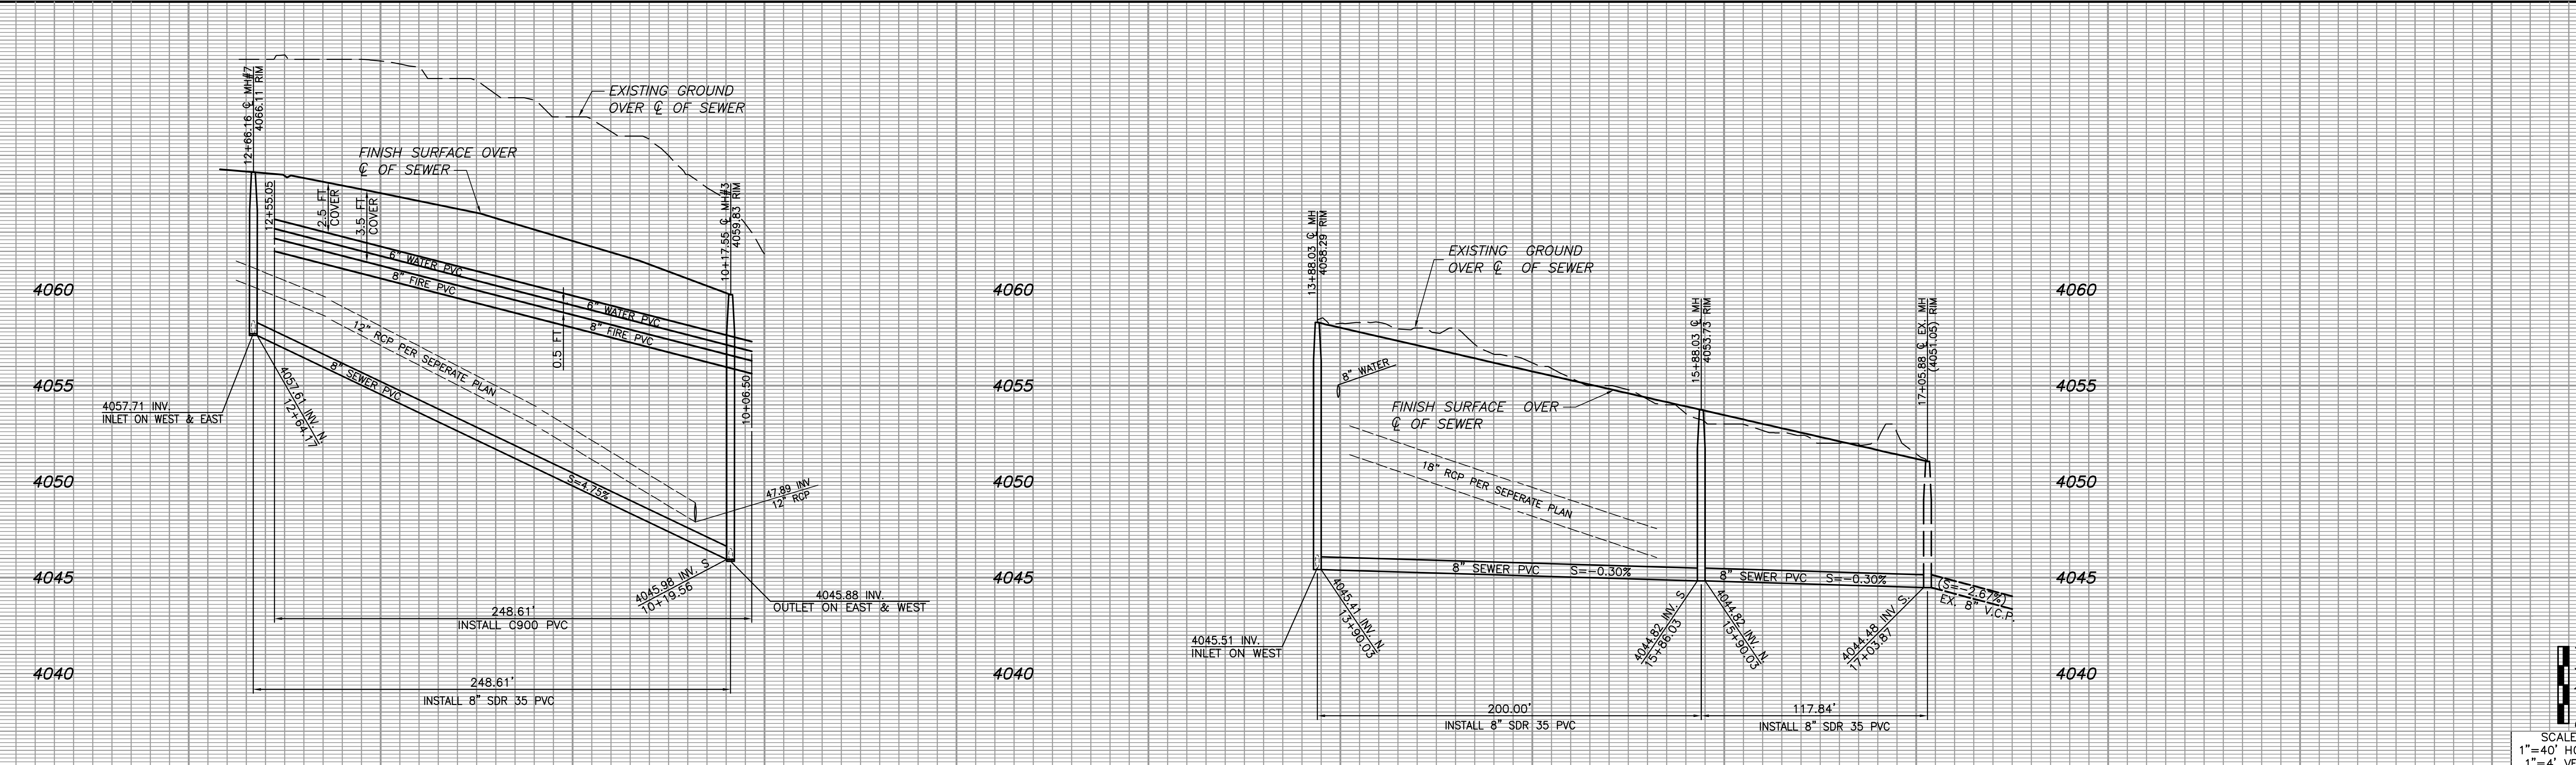 12+66.16 ℄ MH#7
4066.11 RIM
EXISTING GROUND
OVER ℄ OF SEWER
FINISH SURFACE OVER
℄ OF SEWER
12+55.05
2.5 FT
COVER
3.5 FT
COVER
10+17.55 ℄ MH#3
4059.83 RIM
6" WATER PVC
8" FIRE PVC
6" WATER PVC
8" FIRE PVC
0.5 FT
12" RCP PER SEPERATE PLAN
8" SEWER PVC
S=4.75%
10+06.50
4057.71 INV.
INLET ON WEST & EAST
4057.61 INV. N
12+64.17
47.89 INV
12" RCP
4045.98 INV. S
10+19.56
4045.88 INV.
OUTLET ON EAST & WEST
248.61'
INSTALL C900 PVC
248.61'
INSTALL 8" SDR 35 PVC
4060
4055
4050
4045
4040
4060
4055
4050
4045
4040
13+88.03 ℄ MH
4058.29 RIM
EXISTING GROUND
OVER ℄ OF SEWER
8" WATER
FINISH SURFACE OVER
℄ OF SEWER
15+88.03 ℄ MH
4053.73 RIM
17+05.88 ℄ EX. MH
(4051.05) RIM
18" RCP PER SEPERATE PLAN
8" SEWER PVC S=-0.30%
8" SEWER PVC S=-0.30%
(S=-2.67%)
EX. 8" V.C.P.
4045.51 INV.
INLET ON WEST
4045.41 INV. N
13+90.03
4044.82 INV. S
15+86.03
4044.82 INV. N
15+90.03
4044.48 INV. S.
17+03.87
200.00'
INSTALL 8" SDR 35 PVC
117.84'
INSTALL 8" SDR 35 PVC
4060
4055
4050
4045
4040
SCALE
1"=40' HO
1"=4'